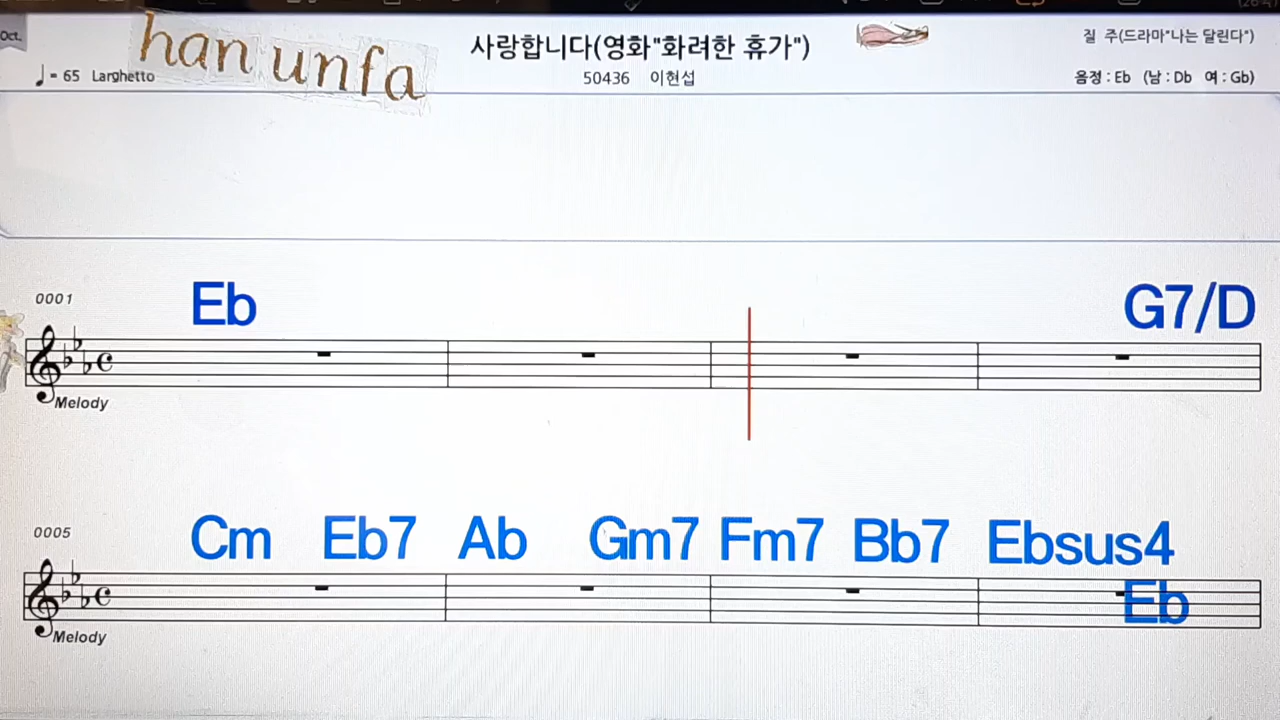 Oct.
han unfa
사랑합니다(영화"화려한 휴가")
질 주(드라마"나는 달린다")
♩= 65 Larghetto
50436 이현섭
음정 : Eb (남 : Db 여 : Gb)
0001
Eb G7/D
Melody
0005
Cm Eb7 Ab Gm7 Fm7 Bb7 Ebsus4
Eb
Melody